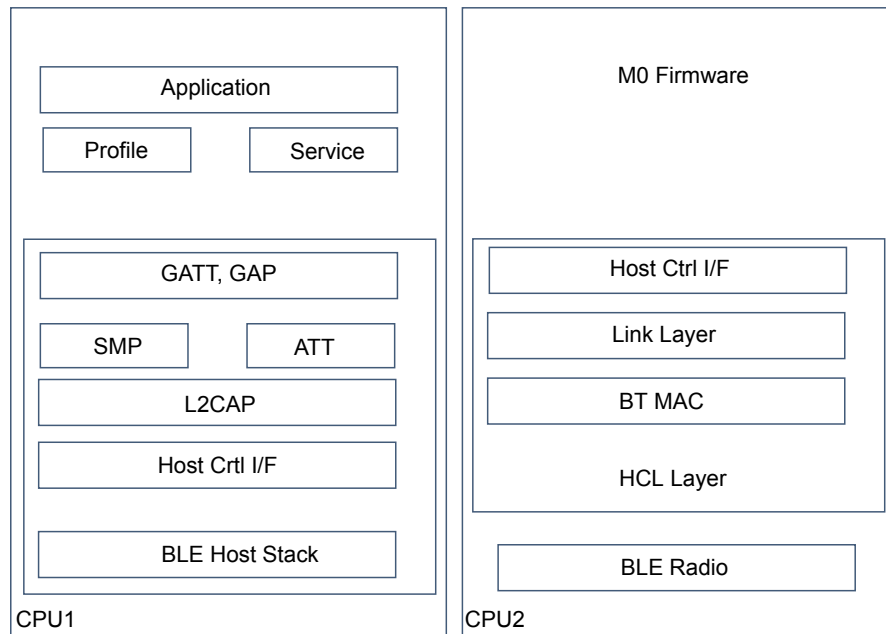 Application
Profile
Service
GATT, GAP
SMP
ATT
L2CAP
Host Crtl I/F
BLE Host Stack
CPU1
M0 Firmware
Host Ctrl I/F
Link Layer
BT MAC
HCL Layer
BLE Radio
CPU2